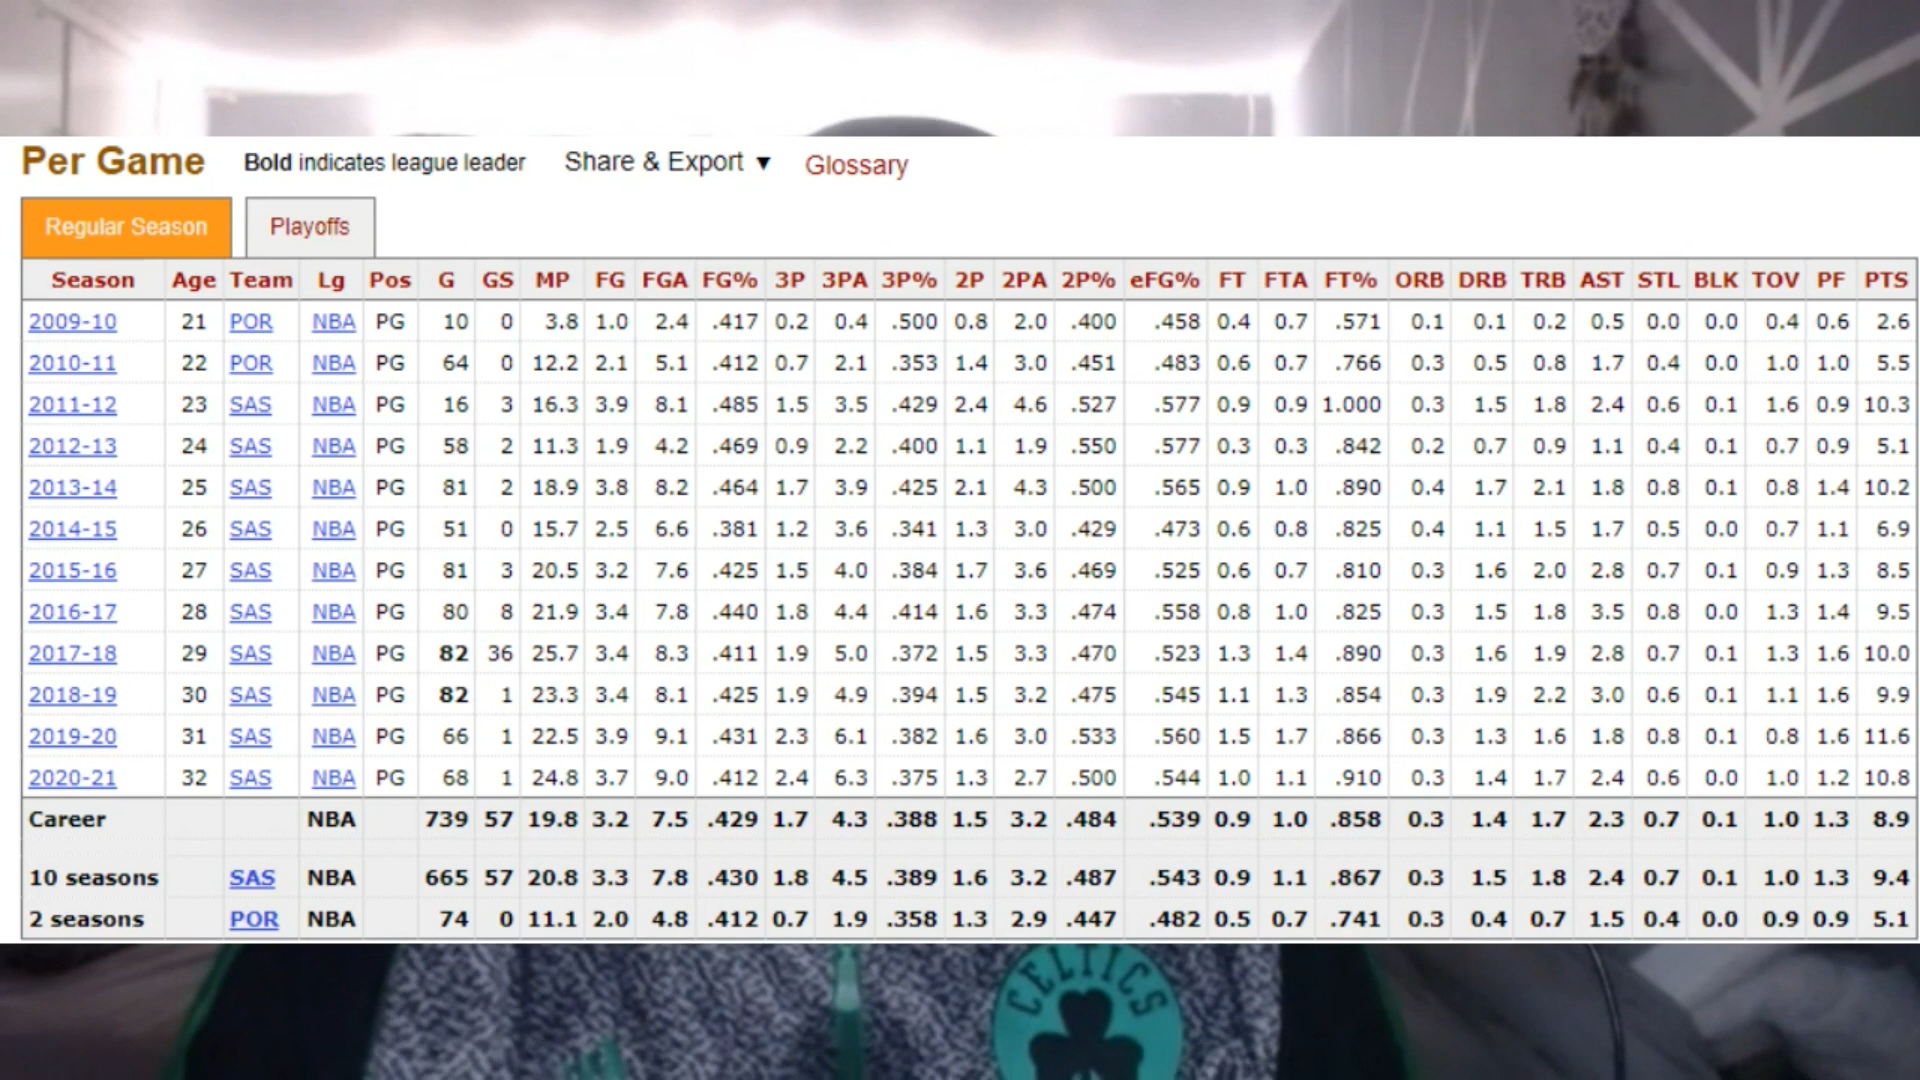 Per Game Bold indicates league leader Share & Export ▼ Glossary
Regular Season Playoffs
Season Age Team Lg Pos G GS MP FG FGA FG% 3P 3PA 3P% 2P 2PA 2P% eFG% FT FTA FT% ORB DRB TRB AST STL BLK TOV PF PTS
2009-10 21 POR NBA PG 10 0 3.8 1.0 2.4 .417 0.2 0.4 .500 0.8 2.0 .400 .458 0.4 0.7 .571 0.1 0.1 0.2 0.5 0.0 0.0 0.4 0.6 2.6
2010-11 22 POR NBA PG 64 0 12.2 2.1 5.1 .412 0.7 2.1 .353 1.4 3.0 .451 .483 0.6 0.7 .766 0.3 0.5 0.8 1.7 0.4 0.0 1.0 1.0 5.5
2011-12 23 SAS NBA PG 16 3 16.3 3.9 8.1 .485 1.5 3.5 .429 2.4 4.6 .527 .577 0.9 0.9 1.000 0.3 1.5 1.8 2.4 0.6 0.1 1.6 0.9 10.3
2012-13 24 SAS NBA PG 58 2 11.3 1.9 4.2 .469 0.9 2.2 .400 1.1 1.9 .550 .577 0.3 0.3 .842 0.2 0.7 0.9 1.1 0.4 0.1 0.7 0.9 5.1
2013-14 25 SAS NBA PG 81 2 18.9 3.8 8.2 .464 1.7 3.9 .425 2.1 4.3 .500 .565 0.9 1.0 .890 0.4 1.7 2.1 1.8 0.8 0.1 0.8 1.4 10.2
2014-15 26 SAS NBA PG 51 0 15.7 2.5 6.6 .381 1.2 3.6 .341 1.3 3.0 .429 .473 0.6 0.8 .825 0.4 1.1 1.5 1.7 0.5 0.0 0.7 1.1 6.9
2015-16 27 SAS NBA PG 81 3 20.5 3.2 7.6 .425 1.5 4.0 .384 1.7 3.6 .469 .525 0.6 0.7 .810 0.3 1.6 2.0 2.8 0.7 0.1 0.9 1.3 8.5
2016-17 28 SAS NBA PG 80 8 21.9 3.4 7.8 .440 1.8 4.4 .414 1.6 3.3 .474 .558 0.8 1.0 .825 0.3 1.5 1.8 3.5 0.8 0.0 1.3 1.4 9.5
2017-18 29 SAS NBA PG 82 36 25.7 3.4 8.3 .411 1.9 5.0 .372 1.5 3.3 .470 .523 1.3 1.4 .890 0.3 1.6 1.9 2.8 0.7 0.1 1.3 1.6 10.0
2018-19 30 SAS NBA PG 82 1 23.3 3.4 8.1 .425 1.9 4.9 .394 1.5 3.2 .475 .545 1.1 1.3 .854 0.3 1.9 2.2 3.0 0.6 0.1 1.1 1.6 9.9
2019-20 31 SAS NBA PG 66 1 22.5 3.9 9.1 .431 2.3 6.1 .382 1.6 3.0 .533 .560 1.5 1.7 .866 0.3 1.3 1.6 1.8 0.8 0.1 0.8 1.6 11.6
2020-21 32 SAS NBA PG 68 1 24.8 3.7 9.0 .412 2.4 6.3 .375 1.3 2.7 .500 .544 1.0 1.1 .910 0.3 1.4 1.7 2.4 0.6 0.0 1.0 1.2 10.8
Career NBA 739 57 19.8 3.2 7.5 .429 1.7 4.3 .388 1.5 3.2 .484 .539 0.9 1.0 .858 0.3 1.4 1.7 2.3 0.7 0.1 1.0 1.3 8.9
10 seasons SAS NBA 665 57 20.8 3.3 7.8 .430 1.8 4.5 .389 1.6 3.2 .487 .543 0.9 1.1 .867 0.3 1.5 1.8 2.4 0.7 0.1 1.0 1.3 9.4
2 seasons POR NBA 74 0 11.1 2.0 4.8 .412 0.7 1.9 .358 1.3 2.9 .447 .482 0.5 0.7 .741 0.3 0.4 0.7 1.5 0.4 0.0 0.9 0.9 5.1
CELTICS